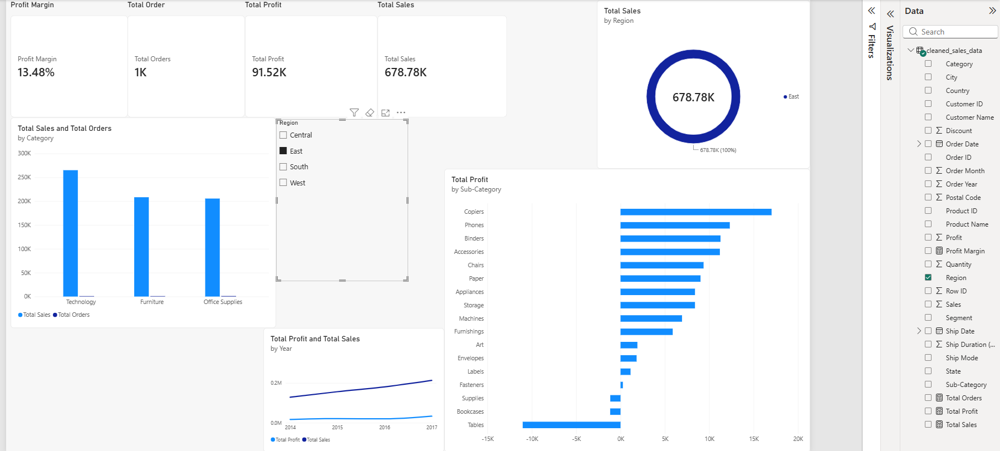 Profit Margin
Total Order
Total Profit
Total Sales
Profit Margin
13.48%
Total Orders
1K
Total Profit
91.52K
Total Sales
678.78K
Total Sales
by Region
678.78K
East
678.78K (100%)
Total Sales and Total Orders
by Category
300K
250K
200K
150K
100K
50K
0K
Technology
Furniture
Office Supplies
Total Sales
Total Orders
Region
Central
East
South
West
Total Profit
by Sub-Category
Copiers
Phones
Binders
Accessories
Chairs
Paper
Appliances
Storage
Machines
Furnishings
Art
Envelopes
Labels
Fasteners
Supplies
Bookcases
Tables
-15K
-10K
-5K
0K
5K
10K
15K
20K
Total Profit and Total Sales
by Year
0.2M
0.0M
2014
2015
2016
2017
Total Profit
Total Sales
Filters
Visualizations
Data
Search
cleaned_sales_data
Category
City
Country
Customer ID
Customer Name
Discount
Order Date
Order ID
Order Month
Order Year
Postal Code
Product ID
Product Name
Profit
Profit Margin
Quantity
Region
Row ID
Sales
Segment
Ship Date
Ship Duration (...
Ship Mode
State
Sub-Category
Total Orders
Total Profit
Total Sales